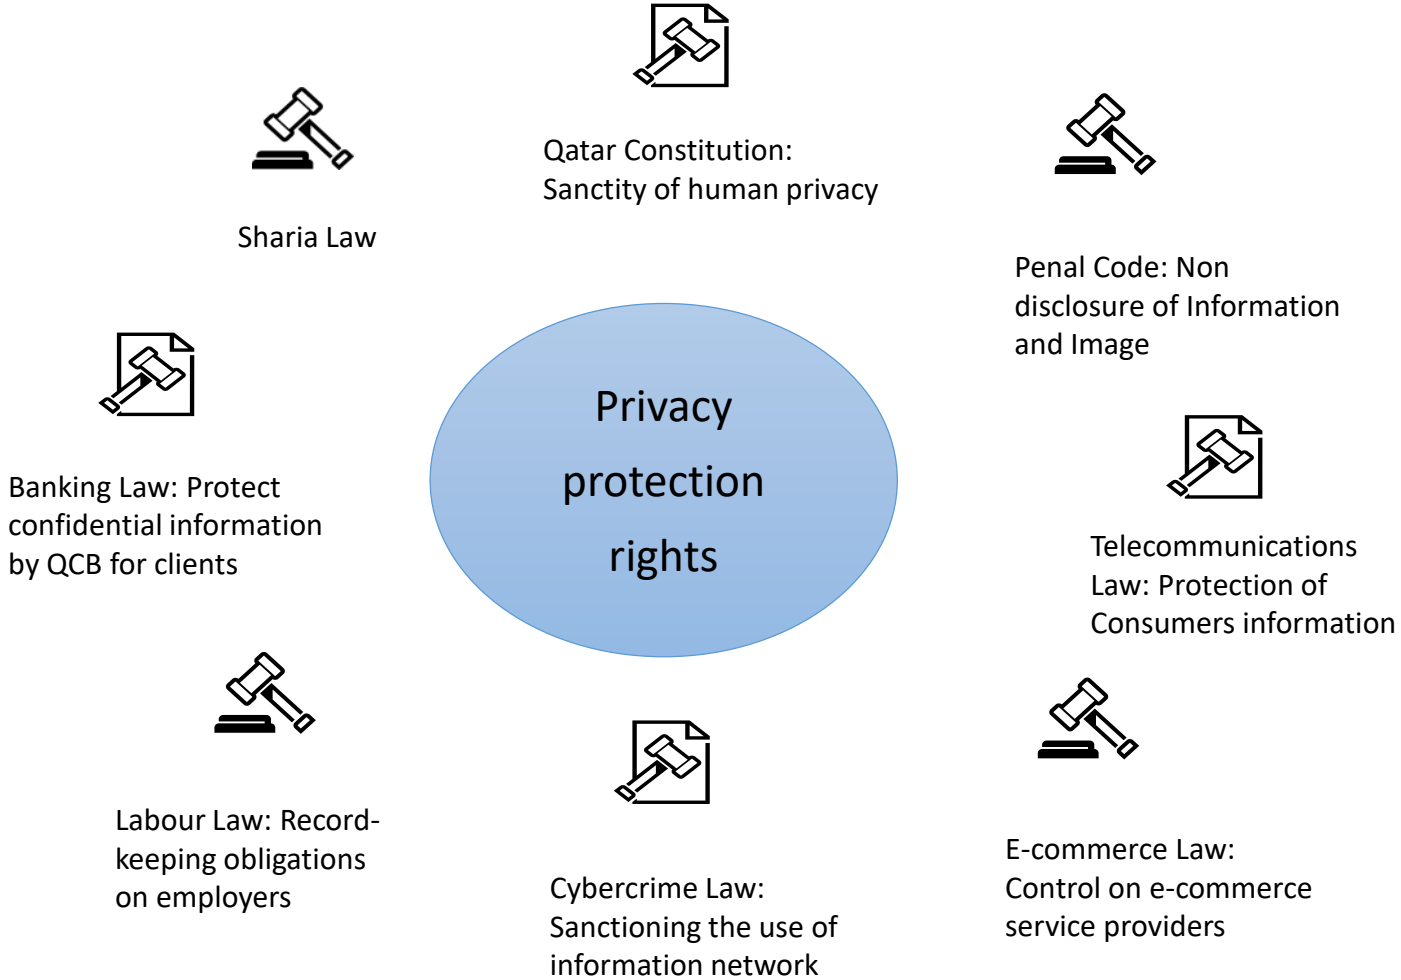 Qatar Constitution:
Sanctity of human privacy
Sharia Law
Penal Code: Non
disclosure of Information
and Image
Privacy
protection
rights
Banking Law: Protect
confidential information
by QCB for clients
Telecommunications
Law: Protection of
Consumers information
Labour Law: Record-
keeping obligations
on employers
Cybercrime Law:
Sanctioning the use of
information network
E-commerce Law:
Control on e-commerce
service providers